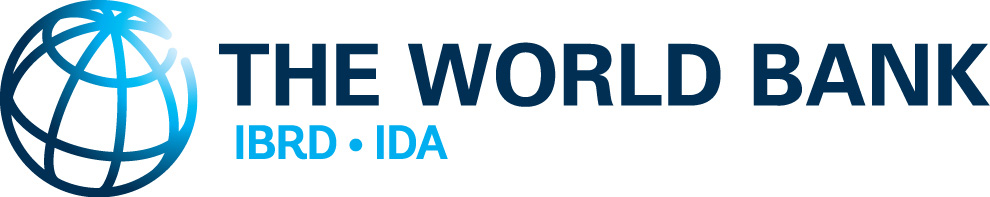 THE WORLD BANK
IBRD • IDA